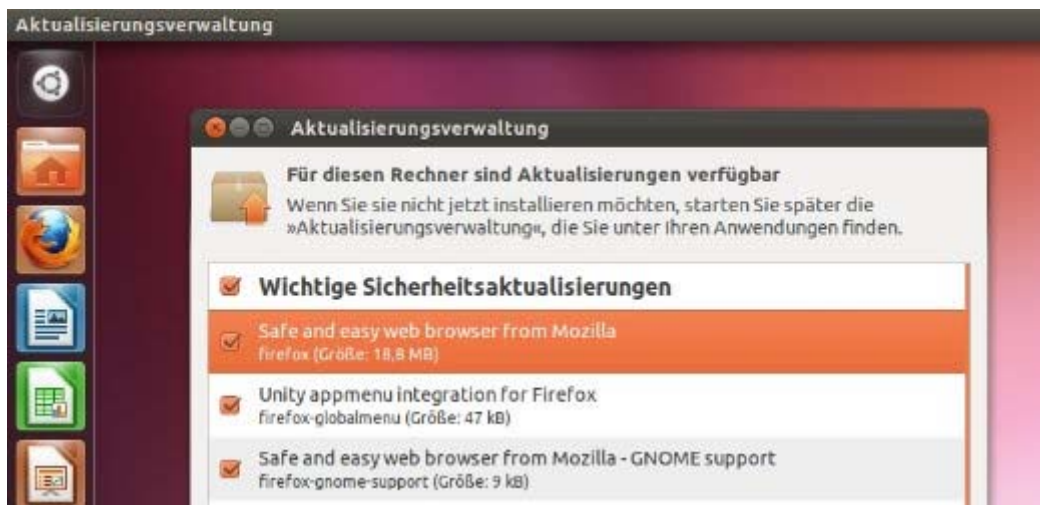 Aktualisierungsverwaltung
Aktualisierungsverwaltung
Für diesen Rechner sind Aktualisierungen verfügbar
Wenn Sie sie nicht jetzt installieren möchten, starten Sie später die
»Aktualisierungsverwaltung«, die Sie unter Ihren Anwendungen finden.
Wichtige Sicherheitsaktualisierungen
Safe and easy web browser from Mozilla
firefox (Größe: 18,8 MB)
Unity appmenu integration for Firefox
firefox-globalmenu (Größe: 47 kB)
Safe and easy web browser from Mozilla - GNOME support
firefox-gnome-support (Größe: 9 kB)